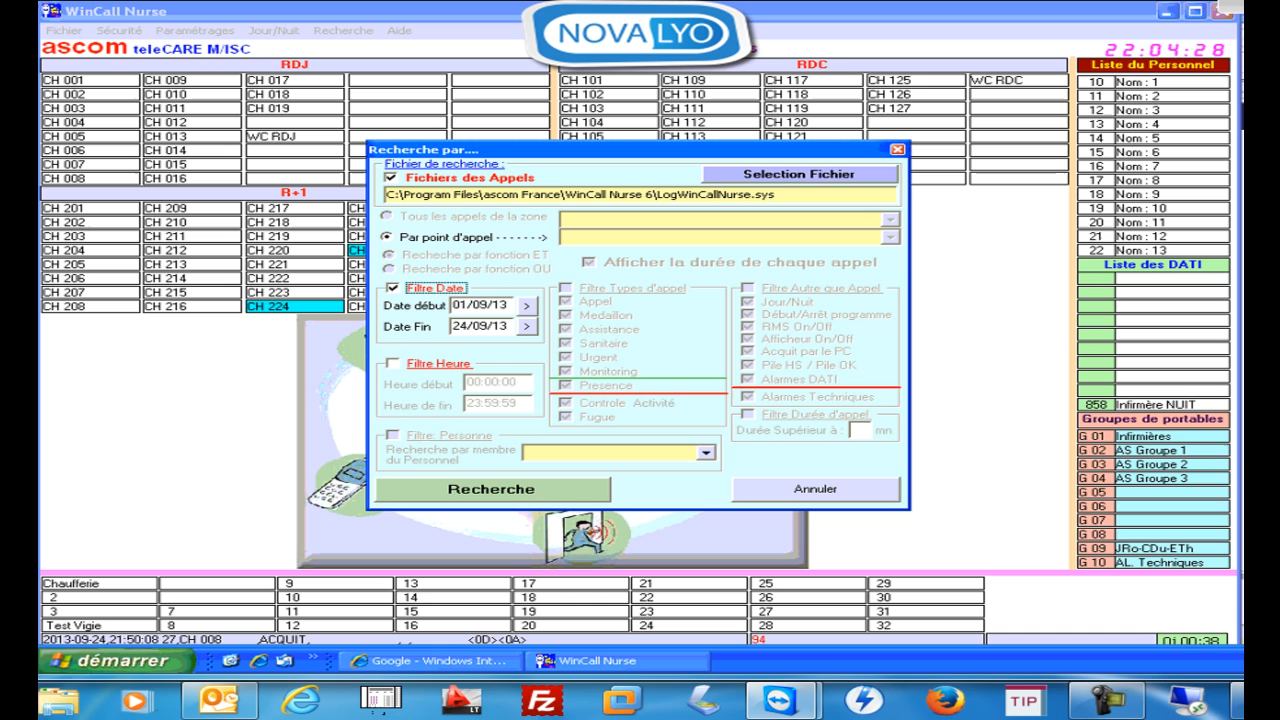 WinCall Nurse
Fichier Sécurité Paramétrages Jour/Nuit Recherche Aide
NOVALYO
ascom teleCARE M/ISC
22:04:28
RDJ
RDC
Liste du Personnel
CH 001 CH 009 CH 017
CH 101 CH 109 CH 117 CH 125 WC RDC
10 Nom : 1
CH 002 CH 010 CH 018
CH 102 CH 110 CH 118 CH 126
11 Nom : 2
CH 003 CH 011 CH 019
CH 103 CH 111 CH 119 CH 127
12 Nom : 3
CH 004 CH 012
CH 104 CH 112 CH 120
13 Nom : 4
CH 005 CH 013 WC RDJ
CH 105 CH 113 CH 121
14 Nom : 5
CH 006 CH 014
15 Nom : 6
CH 007 CH 015
16 Nom : 7
CH 008 CH 016
17 Nom : 8
R+1
18 Nom : 9
CH 201 CH 209 CH 217
19 Nom : 10
CH 202 CH 210 CH 218
20 Nom : 11
CH 203 CH 211 CH 219
21 Nom : 12
CH 204 CH 212 CH 220
22 Nom : 13
CH 205 CH 213 CH 221
Liste des DATI
CH 206 CH 214 CH 222
CH 207 CH 215 CH 223
CH 208 CH 216 CH 224
Recherche par....
Fichier de recherche :
Fichiers des Appels
Selection Fichier
C:\Program Files\ascom France\WinCall Nurse 6\LogWinCallNurse.sys
Tous les appels de la zone
Par point d'appel - - - - - - ->
Recheche par fonction ET
Recheche par fonction OU
Afficher la durée de chaque appel
Filtre Date
Date début 01/09/13 >
Date Fin 24/09/13 >
Filtre Heure
Heure début 00:00:00
Heure de fin 23:59:59
Filtre Types d'appel
Appel
Medaillon
Assistance
Sanitaire
Urgent
Monitoring
Presence
Controle Activité
Fugue
Filtre Autre que Appel
Jour/Nuit
Début/Arrêt programme
RMS On/Off
Afficheur On/Off
Acquit par le PC
Pile HS / Pile OK
Alarmes DATI
Alarmes Techniques
Filtre Durée d'appel
Durée Supérieur à : mn
Filtre: Personne
Recherche par membre
du Personnel
Recherche
Annuler
858 Infirmère NUIT
Groupes de portables
G 01 Infirmières
G 02 AS Groupe 1
G 03 AS Groupe 2
G 04 AS Groupe 3
G 05
G 06
G 07
G 08
G 09 JRo-CDu-ETh
G 10 AL. Techniques
Chaufferie 9 13 17 21 25 29
2 10 14 18 22 26 30
3 7 11 15 19 23 27 31
Test Vigie 8 12 16 20 24 28 32
2013-09-24,21:50:08 27,CH 008 ACQUIT, , , <0D><0A>
94
0j 00:38
démarrer
»
Google - Windows Int...
WinCall Nurse
LT
Fz
TIP